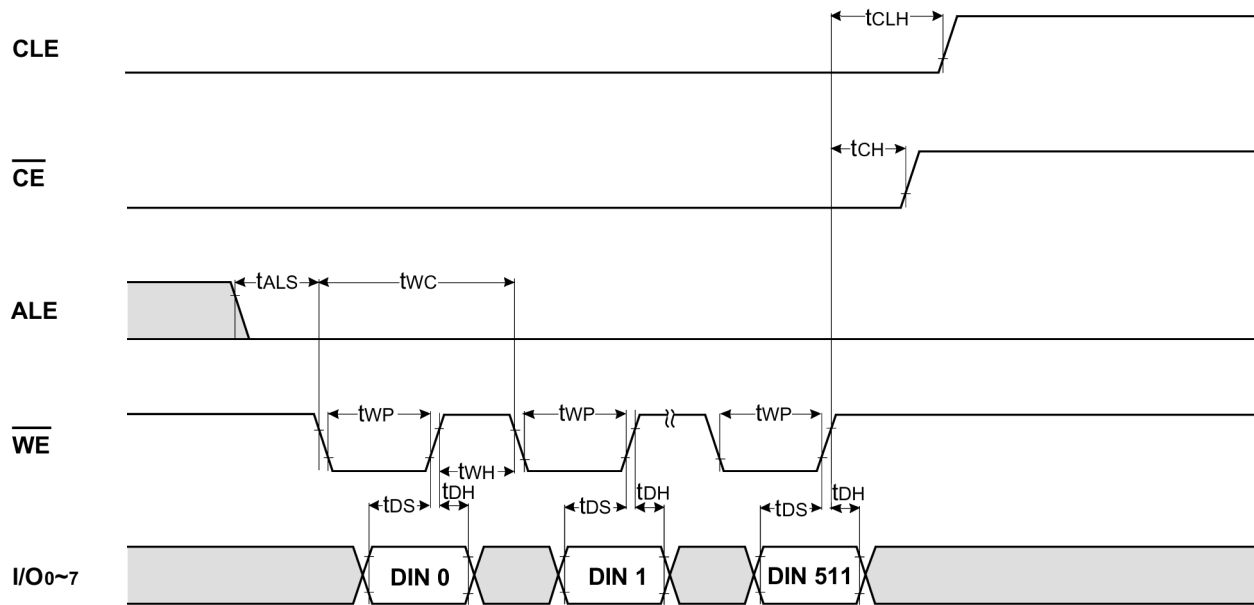 CLE
tCLH
CE
tCH
ALE
tALS
tWC
WE
tWP
tWP
tWP
tWH
tDS
tDH
tDS
tDH
tDS
tDH
I/O0~7
DIN 0
DIN 1
DIN 511